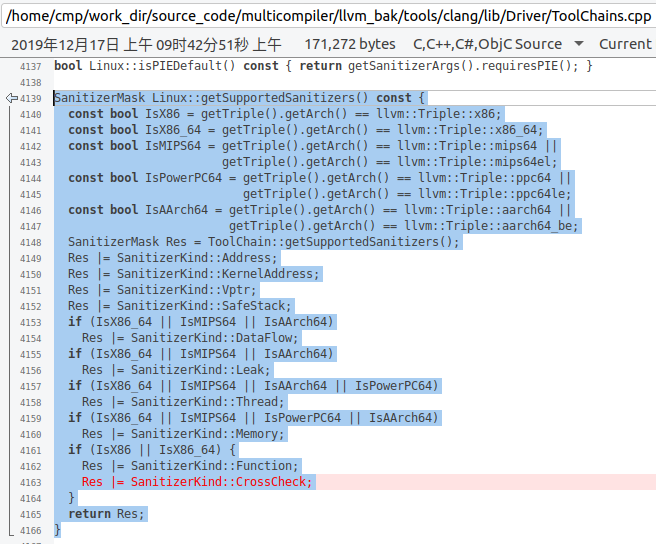 /home/cmp/work_dir/source_code/multicompiler/llvm_bak/tools/clang/lib/Driver/ToolChains.cpp
2019年12月17日 上午 09时42分51秒 上午 171,272 bytes C,C++,C#,ObjC Source Current
4137 bool Linux::isPIEDefault() const { return getSanitizerArgs().requiresPIE(); }
4138
4139 SanitizerMask Linux::getSupportedSanitizers() const {
4140 const bool IsX86 = getTriple().getArch() == llvm::Triple::x86;
4141 const bool IsX86_64 = getTriple().getArch() == llvm::Triple::x86_64;
4142 const bool IsMIPS64 = getTriple().getArch() == llvm::Triple::mips64 ||
4143 getTriple().getArch() == llvm::Triple::mips64el;
4144 const bool IsPowerPC64 = getTriple().getArch() == llvm::Triple::ppc64 ||
4145 getTriple().getArch() == llvm::Triple::ppc64le;
4146 const bool IsAArch64 = getTriple().getArch() == llvm::Triple::aarch64 ||
4147 getTriple().getArch() == llvm::Triple::aarch64_be;
4148 SanitizerMask Res = ToolChain::getSupportedSanitizers();
4149 Res |= SanitizerKind::Address;
4150 Res |= SanitizerKind::KernelAddress;
4151 Res |= SanitizerKind::Vptr;
4152 Res |= SanitizerKind::SafeStack;
4153 if (IsX86_64 || IsMIPS64 || IsAArch64)
4154 Res |= SanitizerKind::DataFlow;
4155 if (IsX86_64 || IsMIPS64 || IsAArch64)
4156 Res |= SanitizerKind::Leak;
4157 if (IsX86_64 || IsMIPS64 || IsAArch64 || IsPowerPC64)
4158 Res |= SanitizerKind::Thread;
4159 if (IsX86_64 || IsMIPS64 || IsPowerPC64 || IsAArch64)
4160 Res |= SanitizerKind::Memory;
4161 if (IsX86 || IsX86_64) {
4162 Res |= SanitizerKind::Function;
4163 Res |= SanitizerKind::CrossCheck;
4164 }
4165 return Res;
4166 }